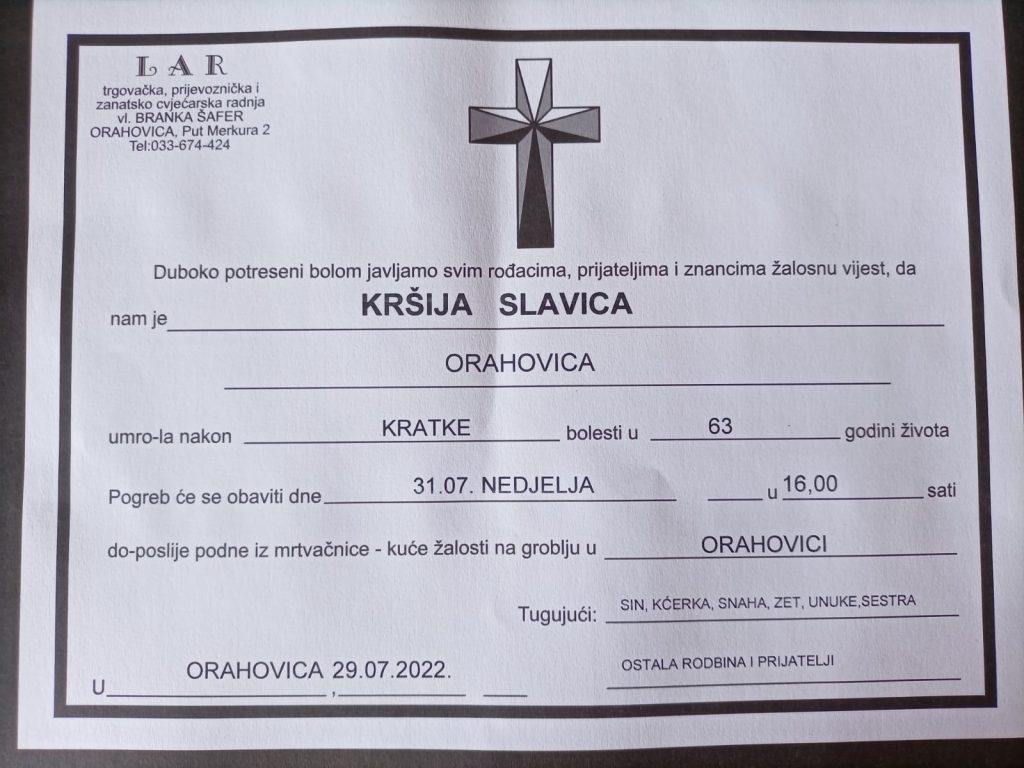 LAR
trgovačka, prijevoznička i
zanatsko cvjećarska radnja
vl. BRANKA ŠAFER
ORAHOVICA, Put Merkura 2
Tel:033-674-424
Duboko potreseni bolom javljamo svim rođacima, prijateljima i znancima žalosnu vijest, da
nam je KRŠIJA SLAVICA
ORAHOVICA
umro-la nakon KRATKE bolesti u 63 godini života
Pogreb će se obaviti dne 31.07. NEDJELJA u 16,00 sati
do-poslije podne iz mrtvačnice - kuće žalosti na groblju u ORAHOVICI
Tugujući: SIN, KĆERKA, SNAHA, ZET, UNUKE,SESTRA
OSTALA RODBINA I PRIJATELJI
U ORAHOVICA 29.07.2022. ,